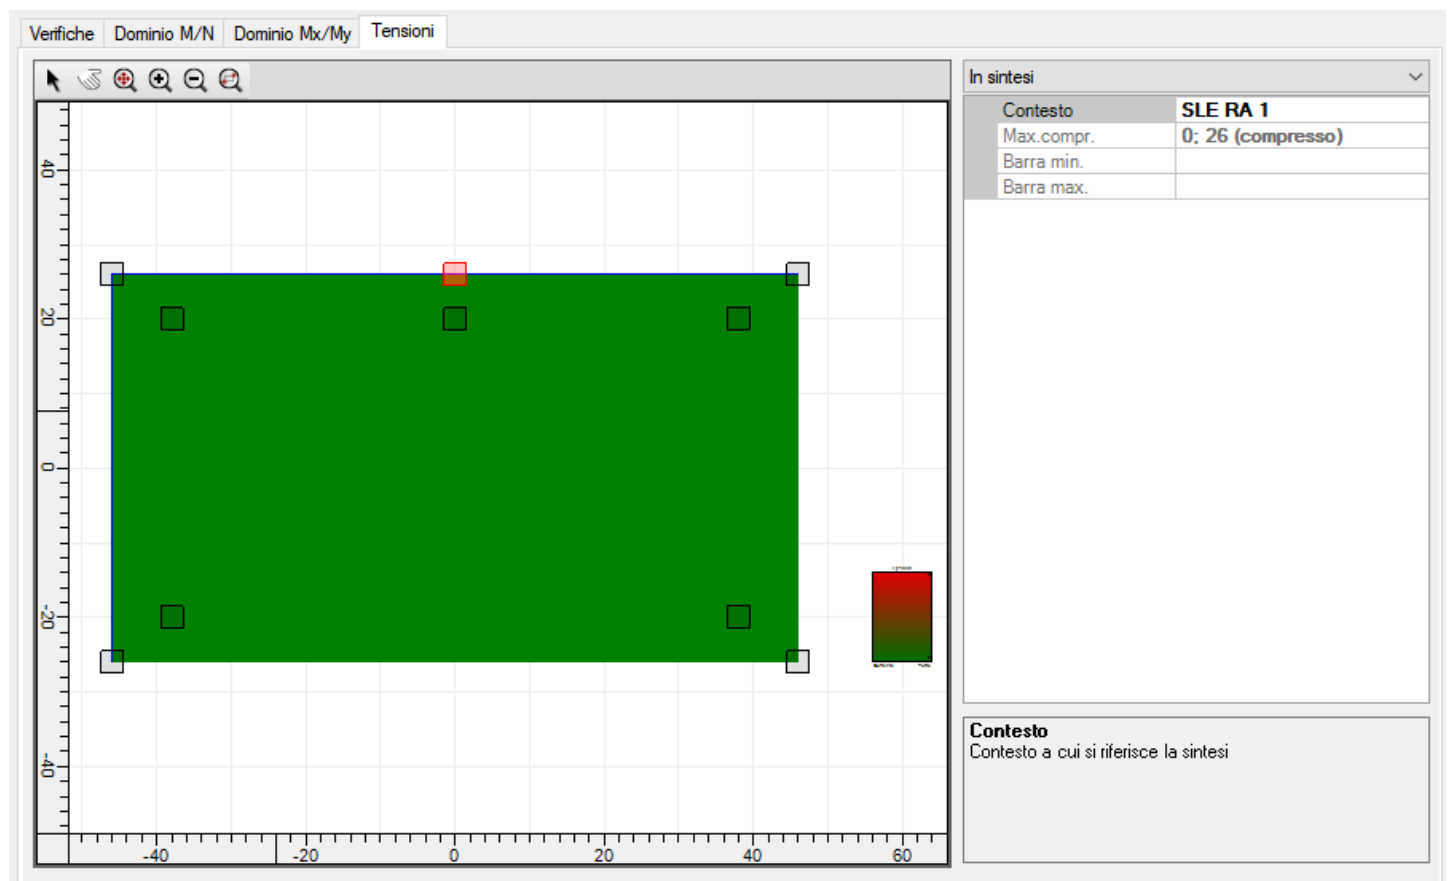 Verifiche Dominio M/N Dominio Mx/My Tensioni
In sintesi
Contesto SLE RA 1
Max.compr. 0; 26 (compresso)
Barra min.
Barra max.
40
20
0
-20
-40
-40 -20 0 20 40 60
Contesto
Contesto a cui si riferisce la sintesi